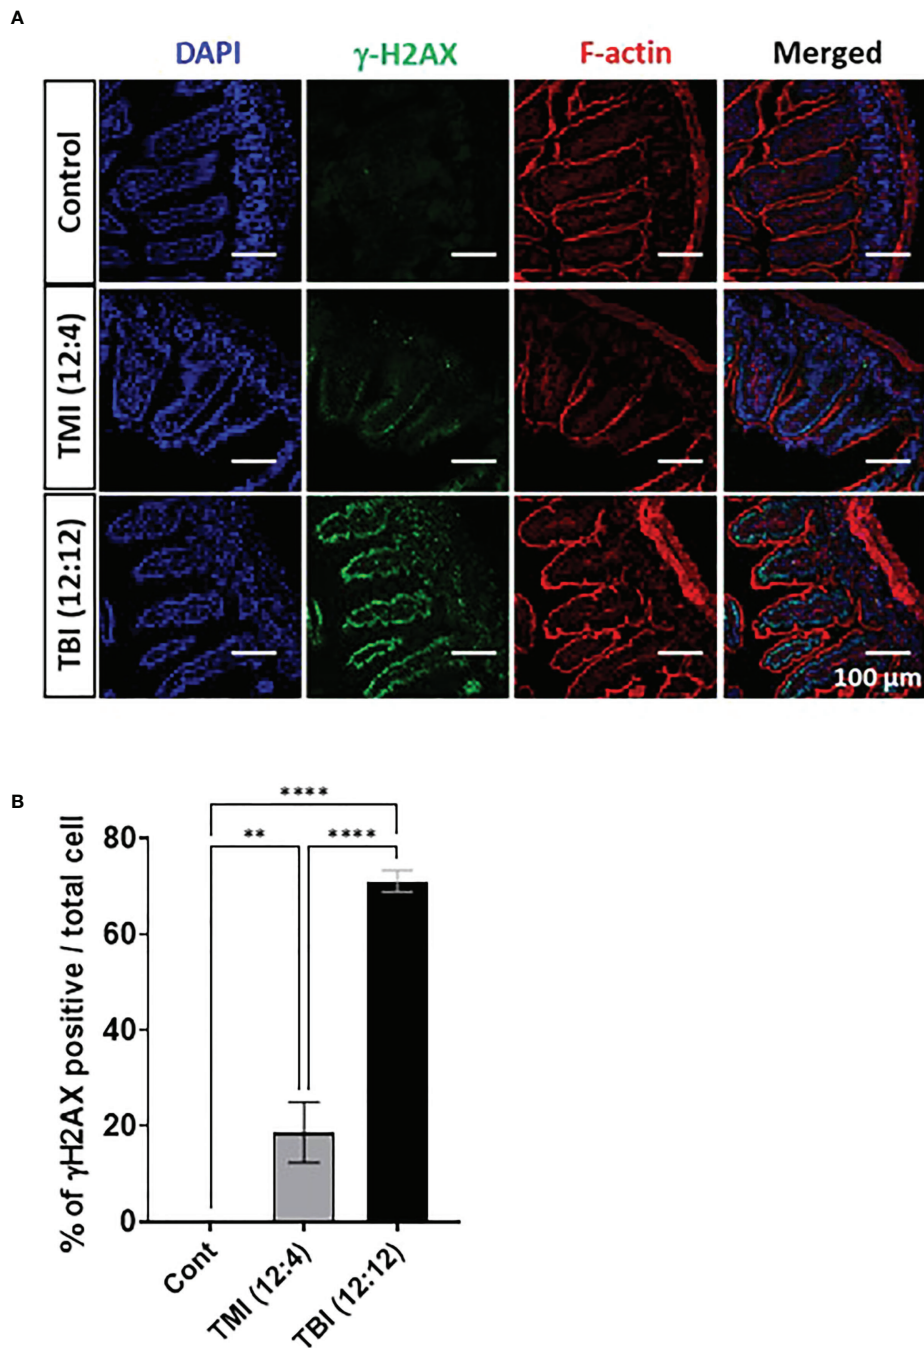 A
DAPI γ-H2AX F-actin Merged
Control
TMI (12:4)
TBI (12:12)
100 µm
B
****
** ****
% of γH2AX positive / total cell
80
60
40
20
0
Cont
TMI (12:4)
TBI (12:12)